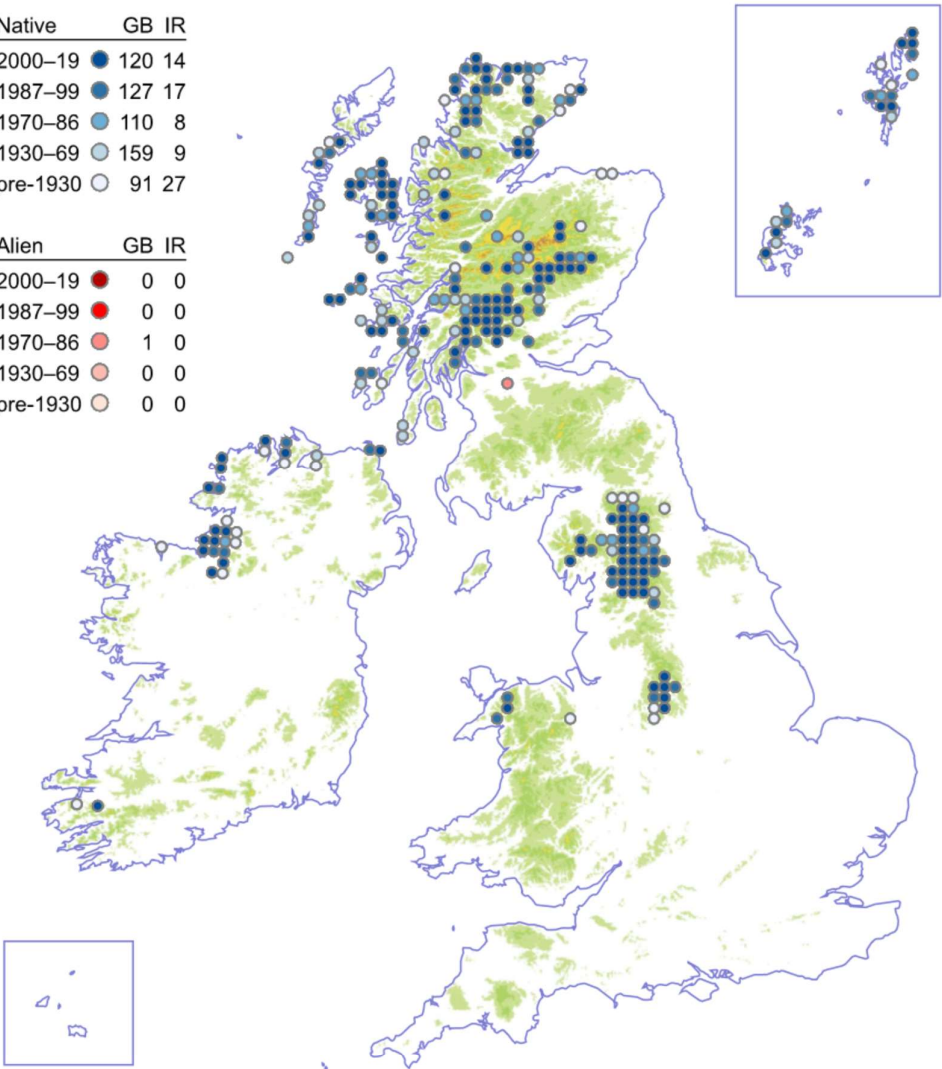 Native GB IR
2000–19 120 14
1987–99 127 17
1970–86 110 8
1930–69 159 9
ore-1930 91 27
Alien GB IR
2000–19 0 0
1987–99 0 0
1970–86 1 0
1930–69 0 0
ore-1930 0 0